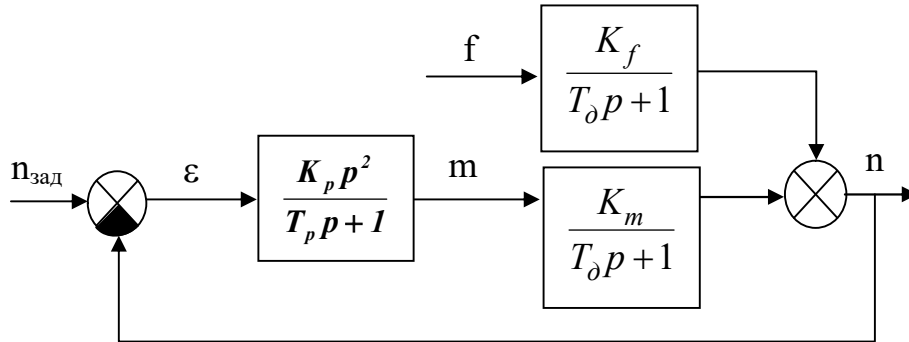 f
K_f
T_д p + 1
n_зад
ε
K_p p^2
T_p p + 1
m
K_m
T_д p + 1
n